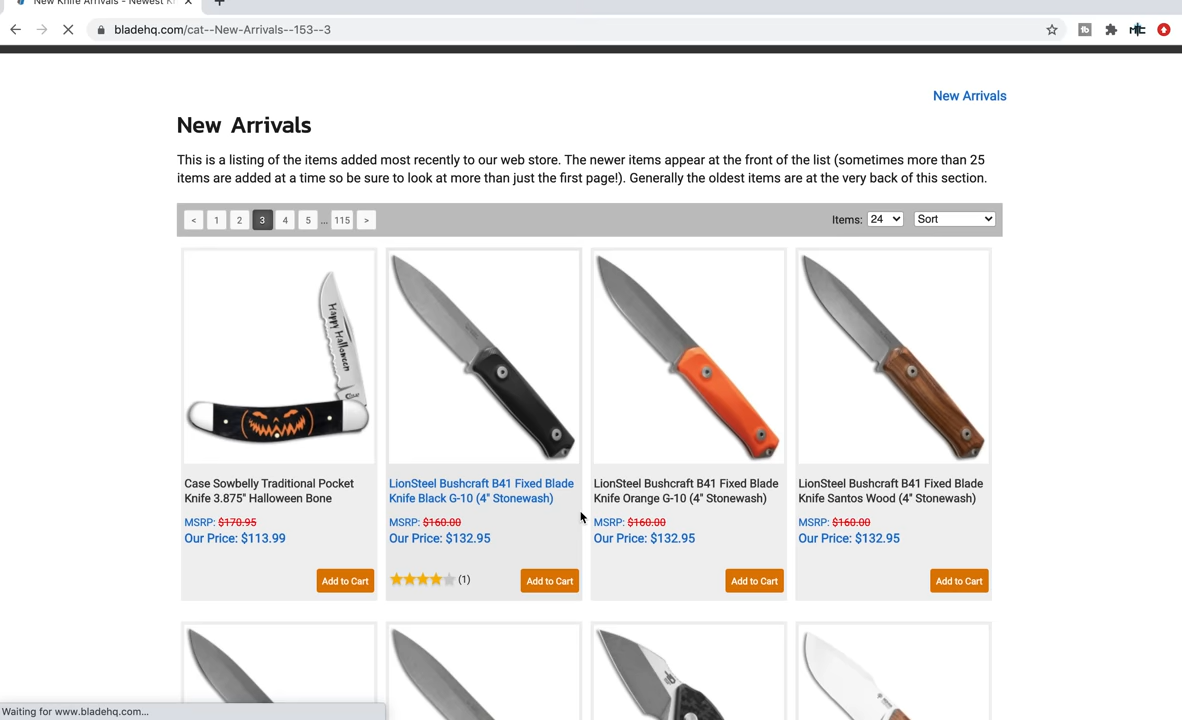 New Knife Arrivals - Newest K
bladehq.com/cat--New-Arrivals--153--3
New Arrivals
New Arrivals
This is a listing of the items added most recently to our web store. The newer items appear at the front of the list (sometimes more than 25
items are added at a time so be sure to look at more than just the first page!). Generally the oldest items are at the very back of this section.
< 1 2 3 4 5 ... 115 > Items: 24 Sort
Happy Halloween
Case Sowbelly Traditional Pocket
Knife 3.875" Halloween Bone
MSRP: $170.95
Our Price: $113.99
Add to Cart
LionSteel Bushcraft B41 Fixed Blade
Knife Black G-10 (4" Stonewash)
MSRP: $160.00
Our Price: $132.95
(1) Add to Cart
LionSteel Bushcraft B41 Fixed Blade
Knife Orange G-10 (4" Stonewash)
MSRP: $160.00
Our Price: $132.95
Add to Cart
LionSteel Bushcraft B41 Fixed Blade
Knife Santos Wood (4" Stonewash)
MSRP: $160.00
Our Price: $132.95
Add to Cart
Waiting for www.bladehq.com...